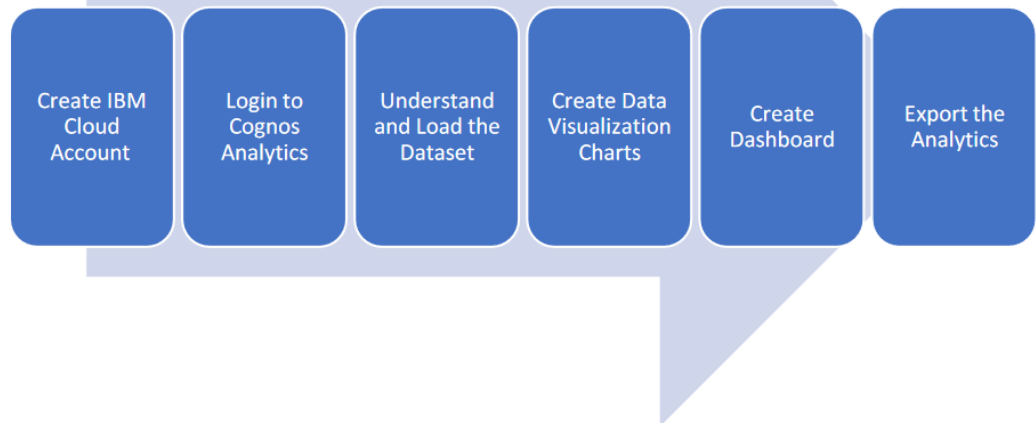 Create IBM
Cloud
Account
Login to
Cognos
Analytics
Understand
and Load the
Dataset
Create Data
Visualization
Charts
Create
Dashboard
Export the
Analytics